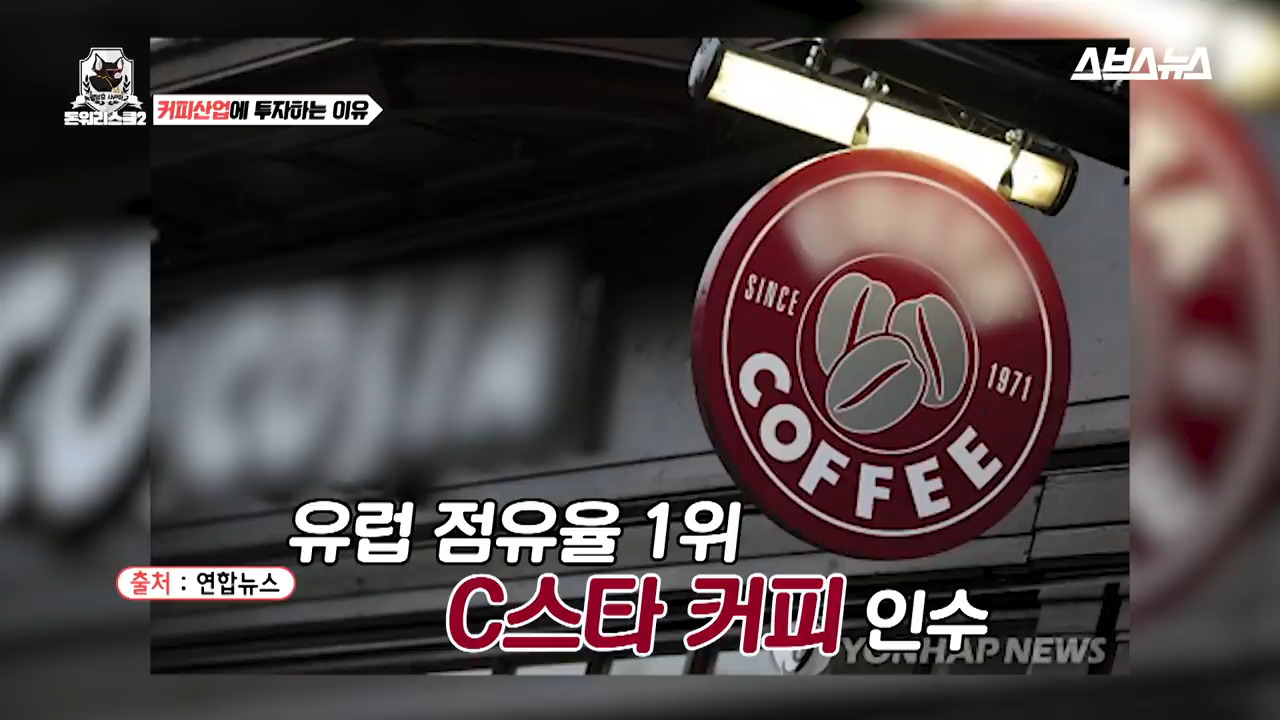 돈워리스쿨2
커피산업에 투자하는 이유
스브스뉴스
SINCE
1971
COFFEE
유럽 점유율 1위
출처 : 연합뉴스
C스타 커피 인수
YONHAP NEWS